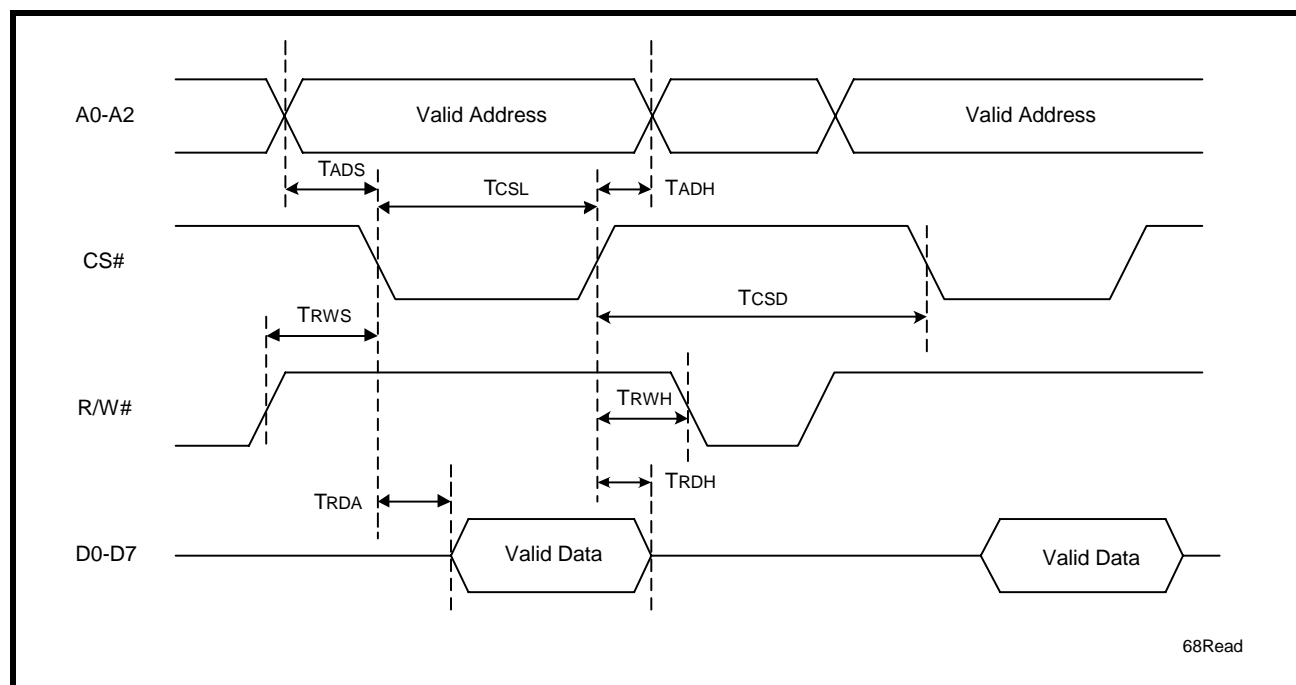 A0-A2
Valid Address
Valid Address
TADS
TCSL
TADH
CS#
TCSD
TRWS
R/W#
TRWH
TRDA
TRDH
D0-D7
Valid Data
Valid Data
68Read